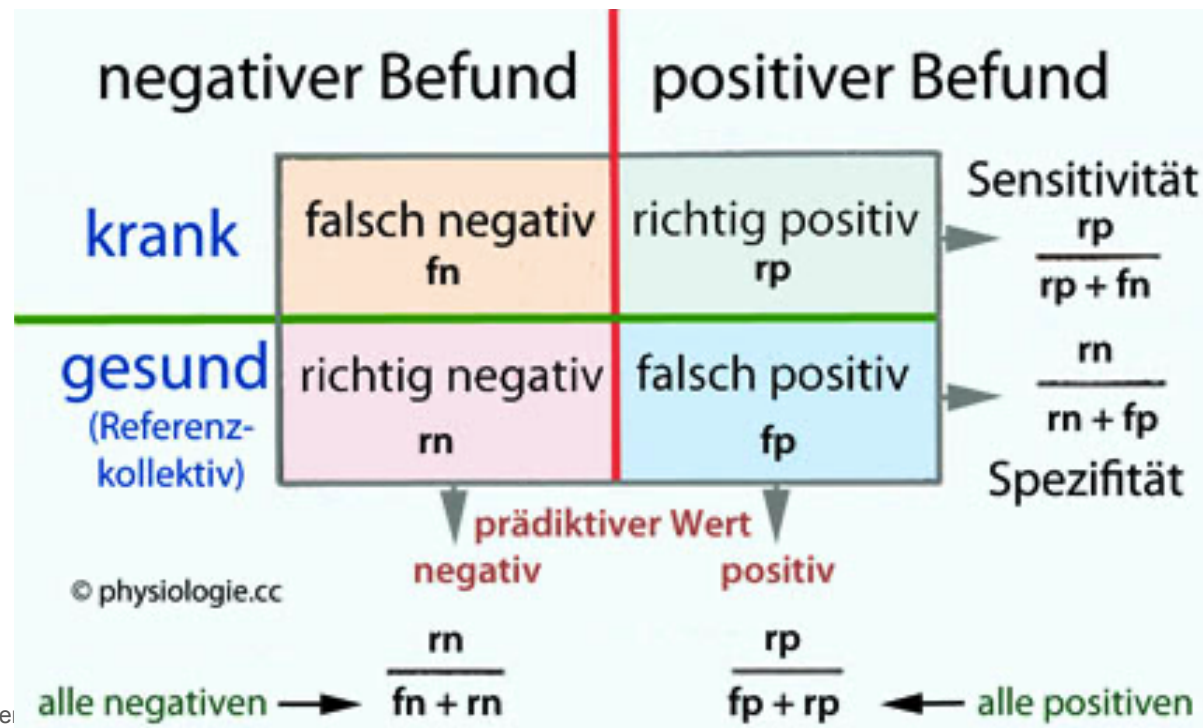 negativer Befund
positiver Befund
krank
falsch negativ
fn
richtig positiv
rp
Sensitivität
rp
rp + fn
gesund
(Referenz-
kollektiv)
richtig negativ
rn
falsch positiv
fp
rn
rn + fp
Spezifität
prädiktiver Wert
negativ
positiv
© physiologie.cc
rn
fn + rn
rp
fp + rp
alle negativen
alle positiven